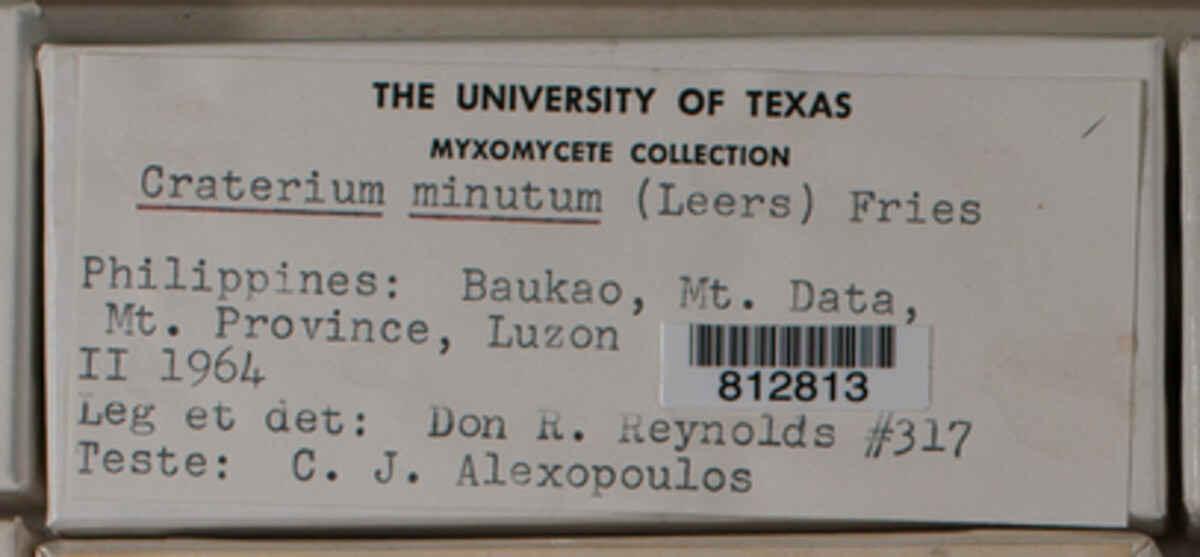 THE UNIVERSITY OF TEXAS
MYXOMYCETE COLLECTION
Craterium minutum (Leers) Fries
Philippines: Baukao, Mt. Data,
Mt. Province, Luzon
812813
II 1964
Leg et det: Don R. Reynolds #317
Teste: C. J. Alexopoulos